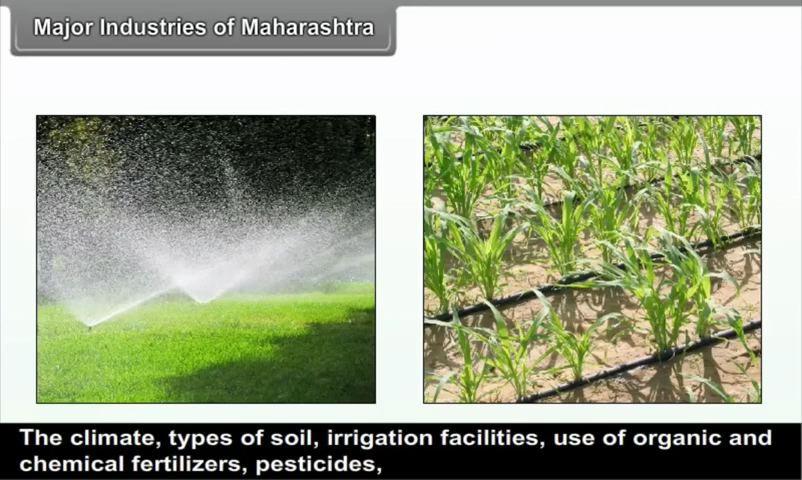 Major Industries of Maharashtra
The climate, types of soil, irrigation facilities, use of organic and
chemical fertilizers, pesticides,